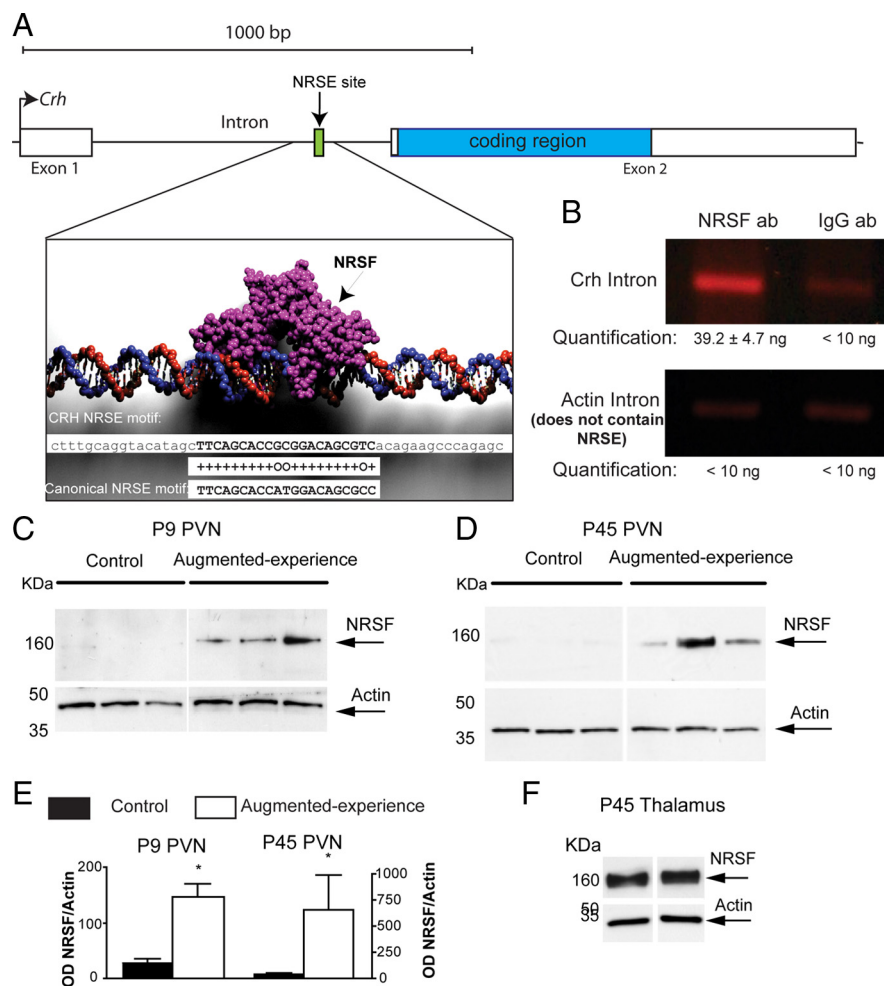 A
1000 bp
NRSE site
Crh
Intron
coding region
Exon 1
Exon 2
NRSF
CRH NRSE motif:
ctttgcaggtacatagcTTCAGCACCGCGGACAGCGTCacagaagcccagagc
++++++++++OO++++++++O+
Canonical NRSE motif:
TTCAGCACCATGGACAGCGCC
B
NRSF ab
IgG ab
Crh Intron
Quantification:
39.2 ± 4.7 ng
< 10 ng
Actin Intron
(does not contain
NRSE)
Quantification:
< 10 ng
< 10 ng
C
P9 PVN
Control
Augmented-experience
KDa
160
NRSF
50
35
Actin
D
P45 PVN
Control
Augmented-experience
KDa
160
NRSF
50
35
Actin
E
Control
Augmented-experience
P9 PVN
P45 PVN
OD NRSF/Actin
200
100
0
*
*
1000
750
500
250
0
OD NRSF/Actin
F
P45 Thalamus
KDa
160
NRSF
50
35
Actin